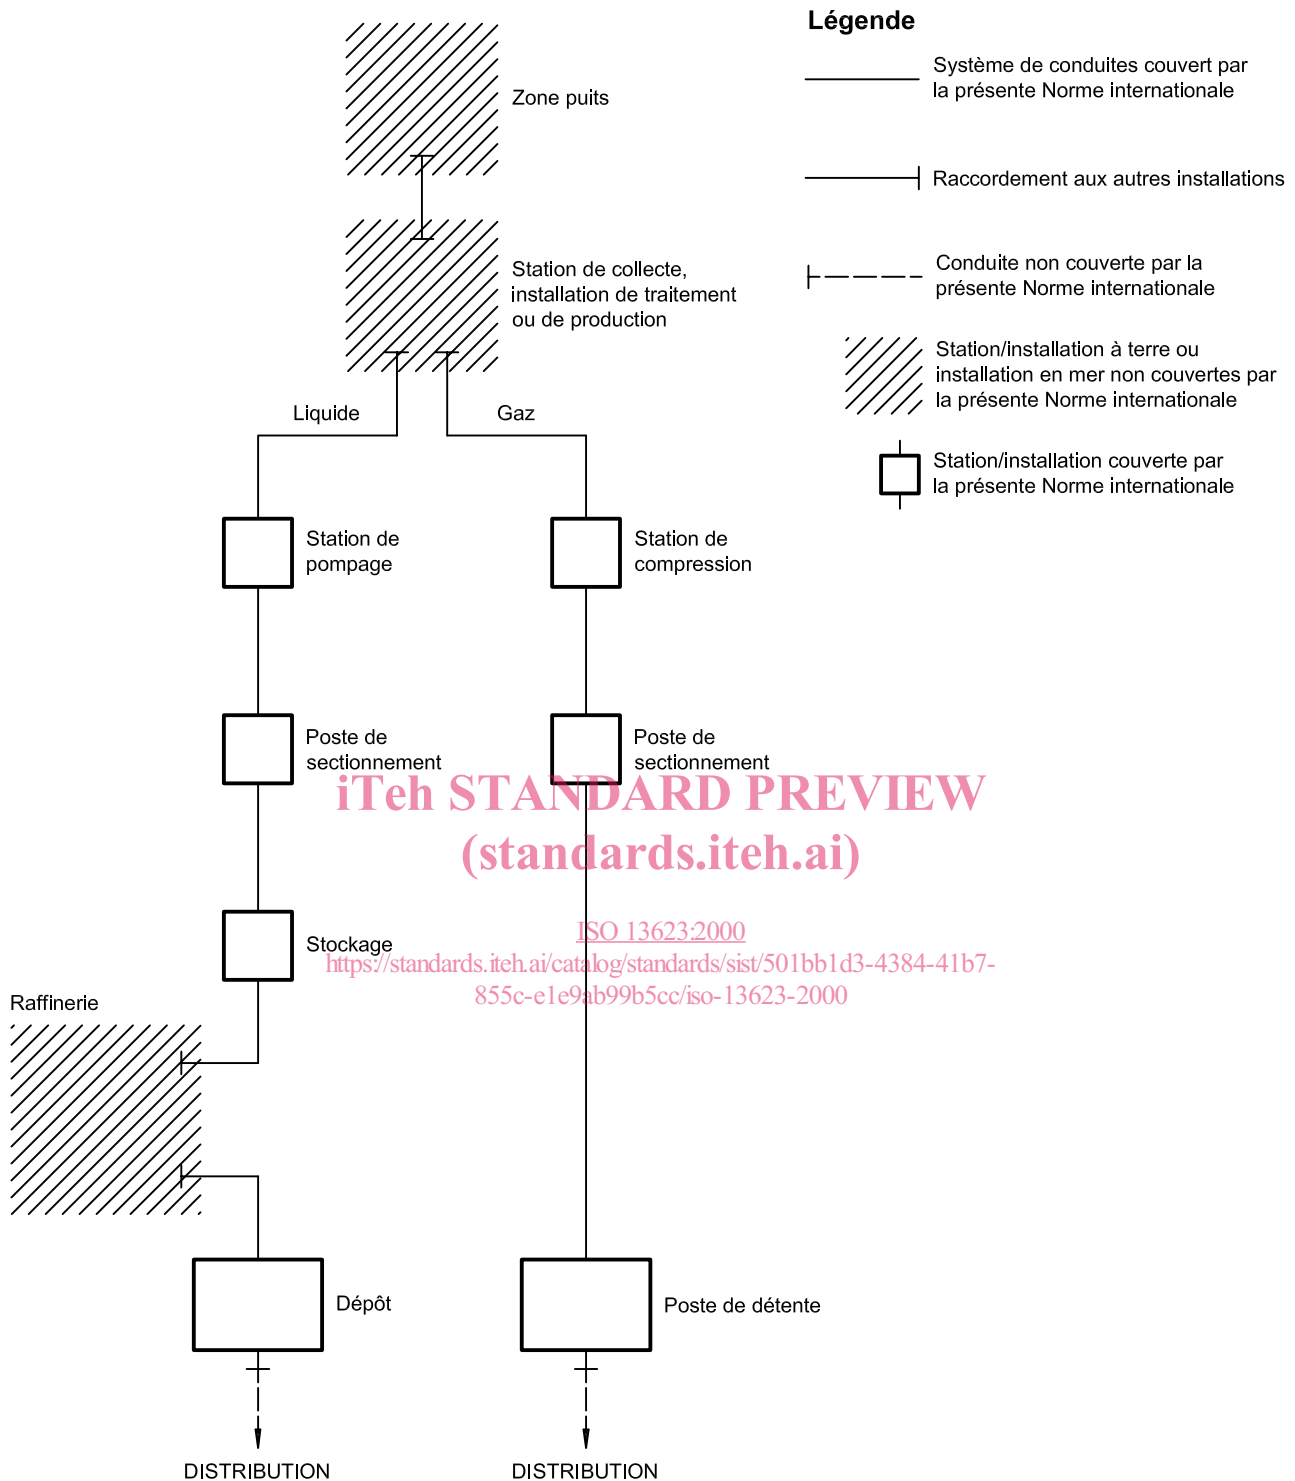 Légende
Système de conduites couvert par
la présente Norme internationale
Raccordement aux autres installations
Conduite non couverte par la
présente Norme internationale
Station/installation à terre ou
installation en mer non couvertes par
la présente Norme internationale
Station/installation couverte par
la présente Norme internationale
Zone puits
Station de collecte,
installation de traitement
ou de production
Liquide
Gaz
Station de
pompage
Station de
compression
Poste de
sectionnement
Poste de
sectionnement
iTeh STANDARD PREVIEW
(standards.iteh.ai)
ISO 13623:2000
https://standards.iteh.ai/catalog/standards/sist/501bb1d3-4384-41b7-
855c-e1e9ab99b5cc/iso-13623-2000
Stockage
Raffinerie
Dépôt
Poste de détente
DISTRIBUTION
DISTRIBUTION